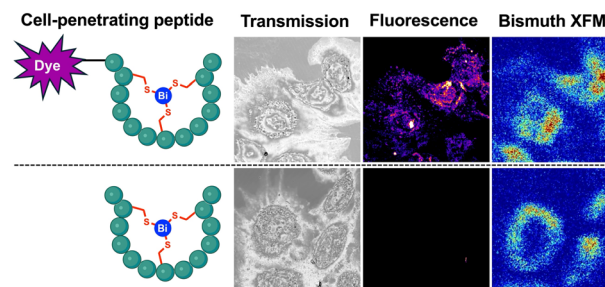 Cell-penetrating peptide Transmission Fluorescence Bismuth XFM
Dye
S S
Bi
S
S S
Bi
S